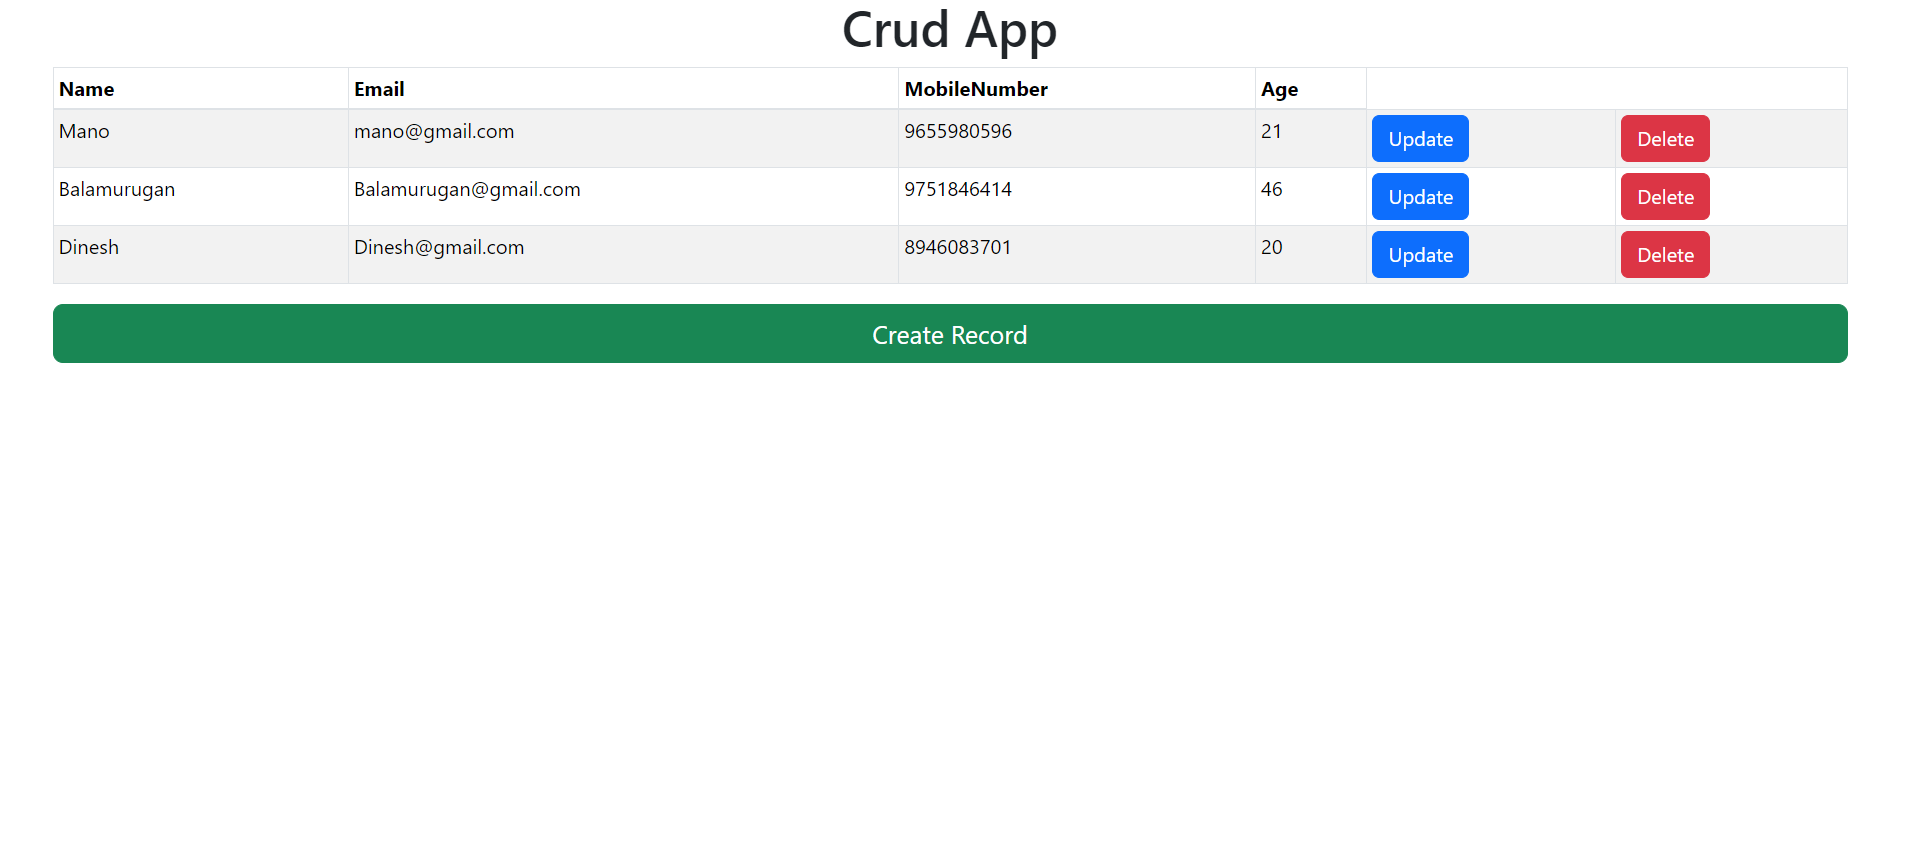 Crud App
Name Email MobileNumber Age
Mano mano@gmail.com 9655980596 21 Update Delete
Balamurugan Balamurugan@gmail.com 9751846414 46 Update Delete
Dinesh Dinesh@gmail.com 8946083701 20 Update Delete
Create Record